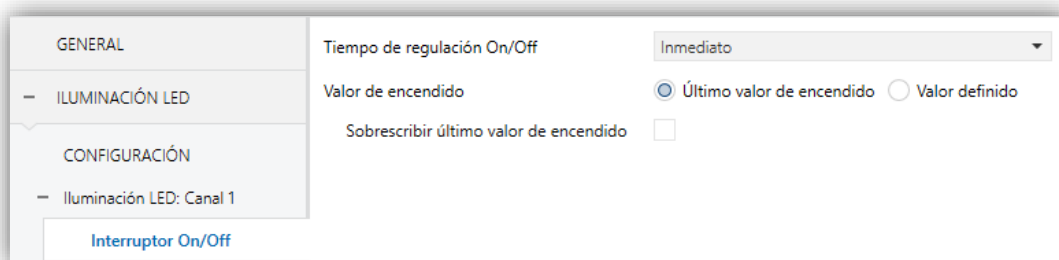 GENERAL
− ILUMINACIÓN LED
CONFIGURACIÓN
− Iluminación LED: Canal 1
Interruptor On/Off
Tiempo de regulación On/Off Inmediato
Valor de encendido Último valor de encendido Valor definido
Sobrescribir último valor de encendido